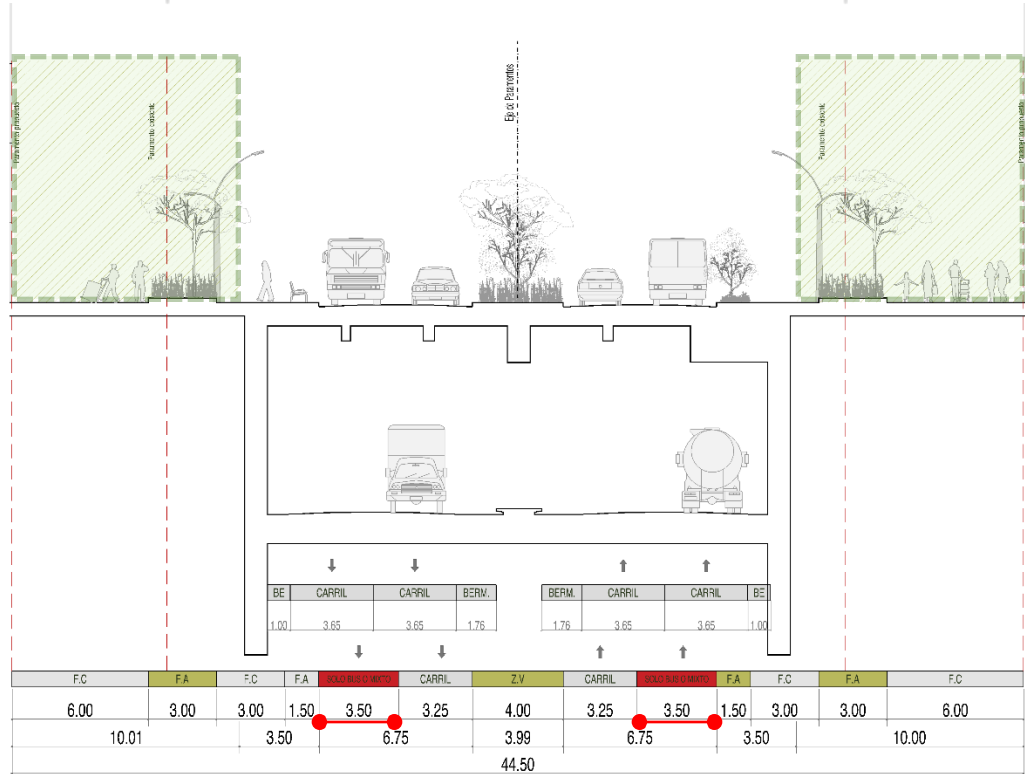 Paramento existente
Eje de Paramentos
Paramento existente
BE CARRIL CARRIL BERM. BERM. CARRIL CARRIL BE
1.00 3.65 3.65 1.76 1.76 3.65 3.65 1.00
F.C F.A F.C F.A SOLO BUS O MIXTO CARRIL Z.V CARRIL SOLO BUS O MIXTO F.A F.C F.A F.C
6.00 3.00 3.00 1.50 3.50 3.25 4.00 3.25 3.50 1.50 3.00 3.00 6.00
10.01 3.50 6.75 3.99 6.75 3.50 10.00
44.50